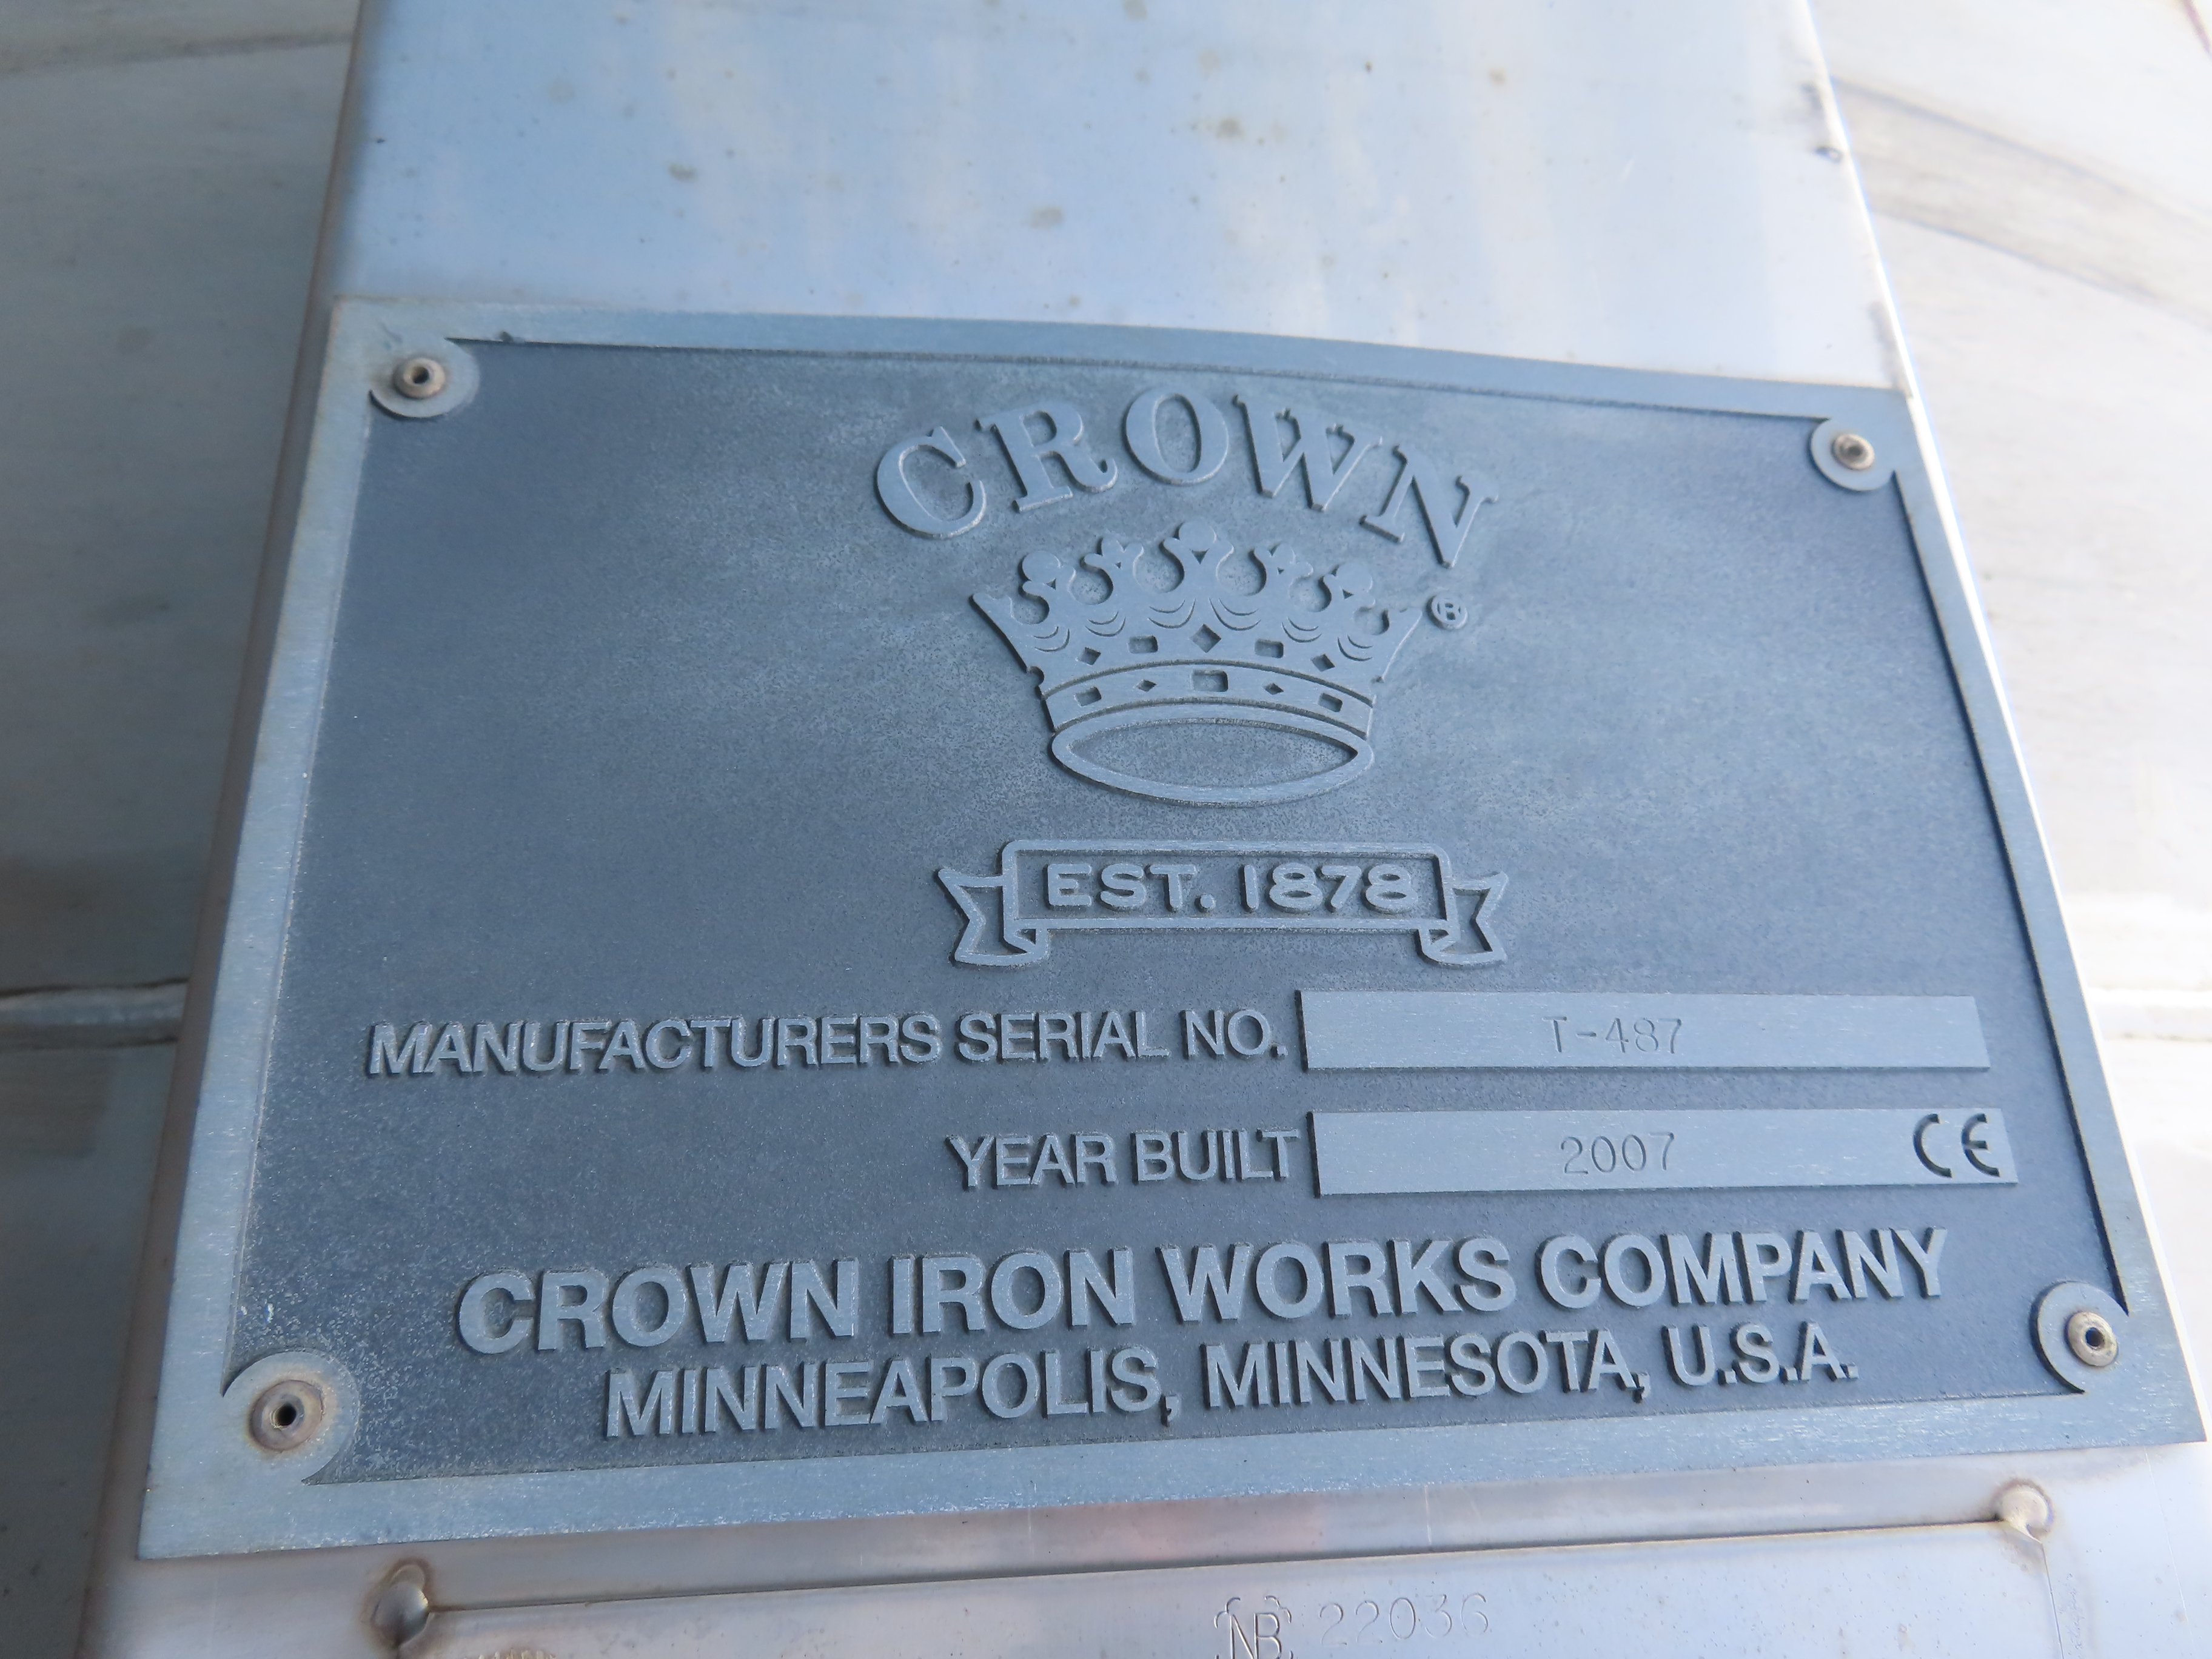 CROWN
®
EST. 1878
MANUFACTURERS SERIAL NO. T-487
YEAR BUILT 2007 CE
CROWN IRON WORKS COMPANY
MINNEAPOLIS, MINNESOTA, U.S.A.
NB 22036